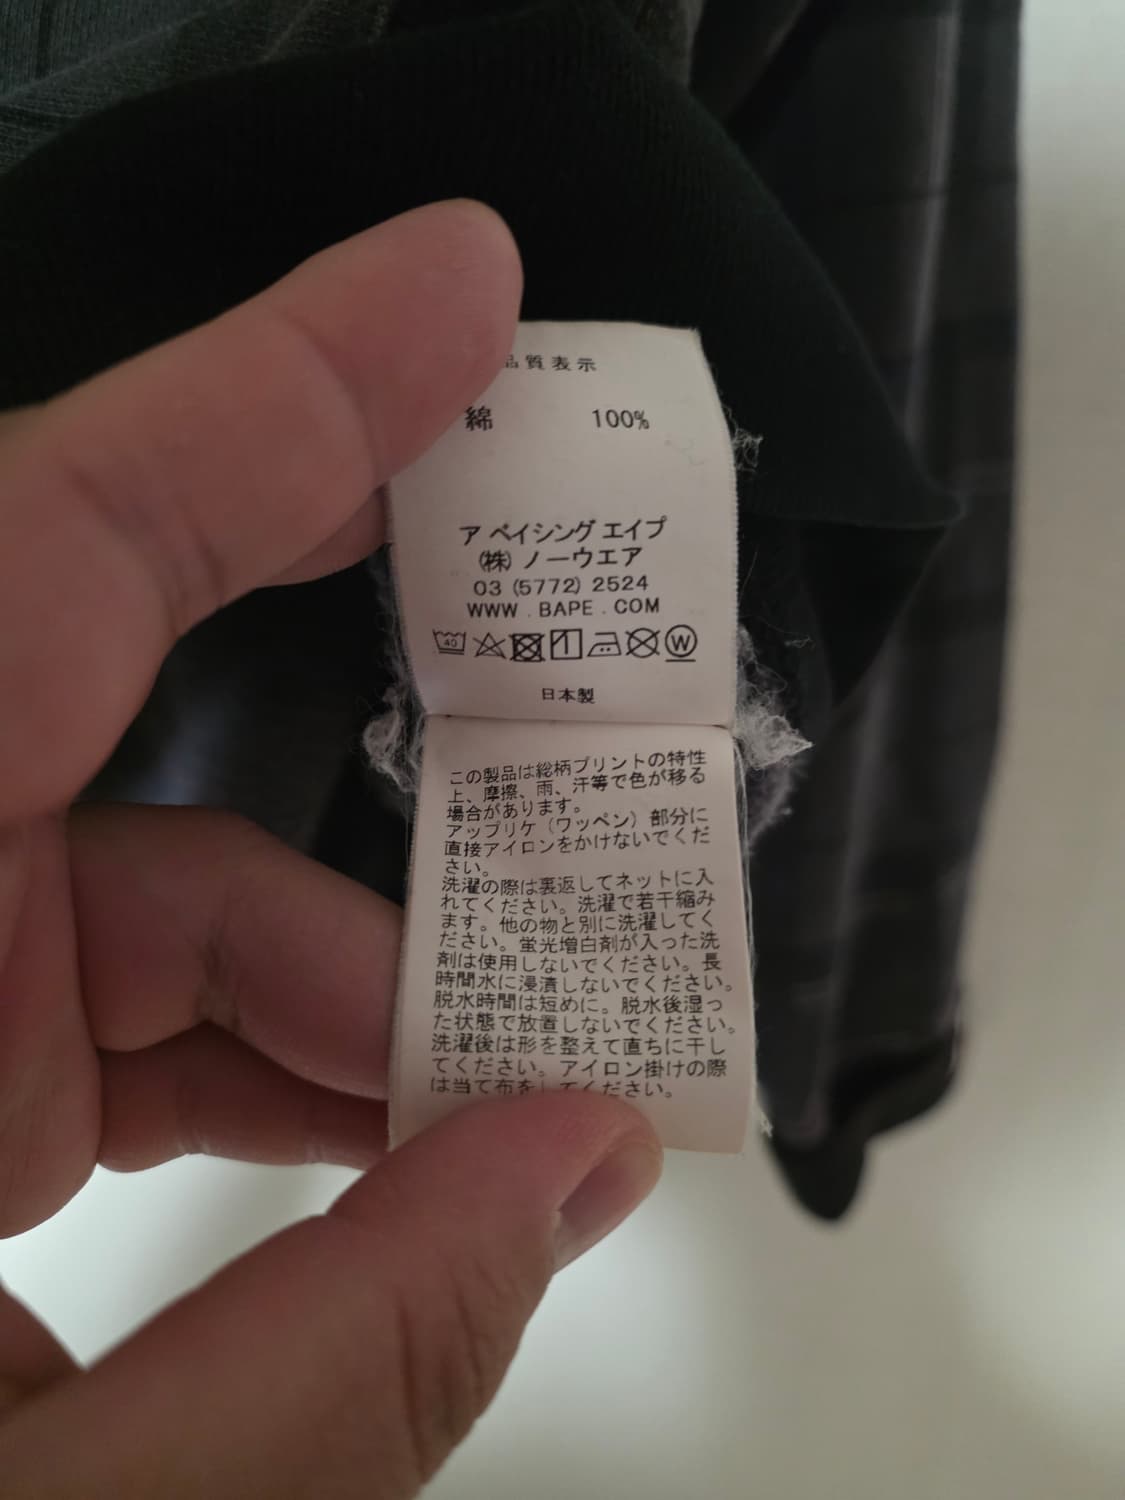 品質表示
綿 100%
ア ベイシング エイプ
㈱ ノーウエア
03 (5772) 2524
WWW . BAPE . COM
40 W
日本製
この製品は総柄プリントの特性
上、摩擦、雨、汗等で色が移る
場合があります。
アップリケ（ワッペン）部分に
直接アイロンをかけないでくだ
さい。
洗濯の際は裏返してネットに入
れてください。洗濯で若干縮み
ます。他の物と別に洗濯してく
ださい。蛍光増白剤が入った洗
剤は使用しないでください。長
時間水に浸漬しないでください。
脱水時間は短めに。脱水後湿っ
た状態で放置しないでください。
洗濯後は形を整えて直ちに干し
てください。アイロン掛けの際
は当て布をしてください。